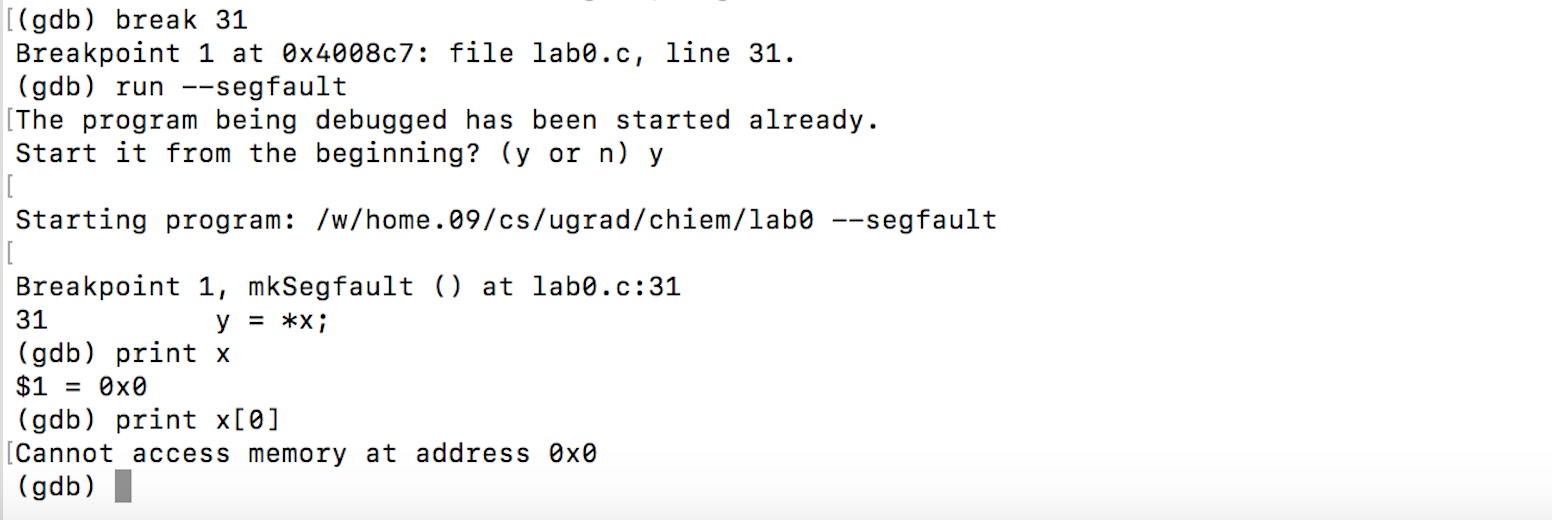 [(gdb) break 31
Breakpoint 1 at 0x4008c7: file lab0.c, line 31.
(gdb) run --segfault
[The program being debugged has been started already.
Start it from the beginning? (y or n) y
[
Starting program: /w/home.09/cs/ugrad/chiem/lab0 --segfault
[
Breakpoint 1, mkSegfault () at lab0.c:31
31          y = *x;
(gdb) print x
$1 = 0x0
(gdb) print x[0]
[Cannot access memory at address 0x0
(gdb)